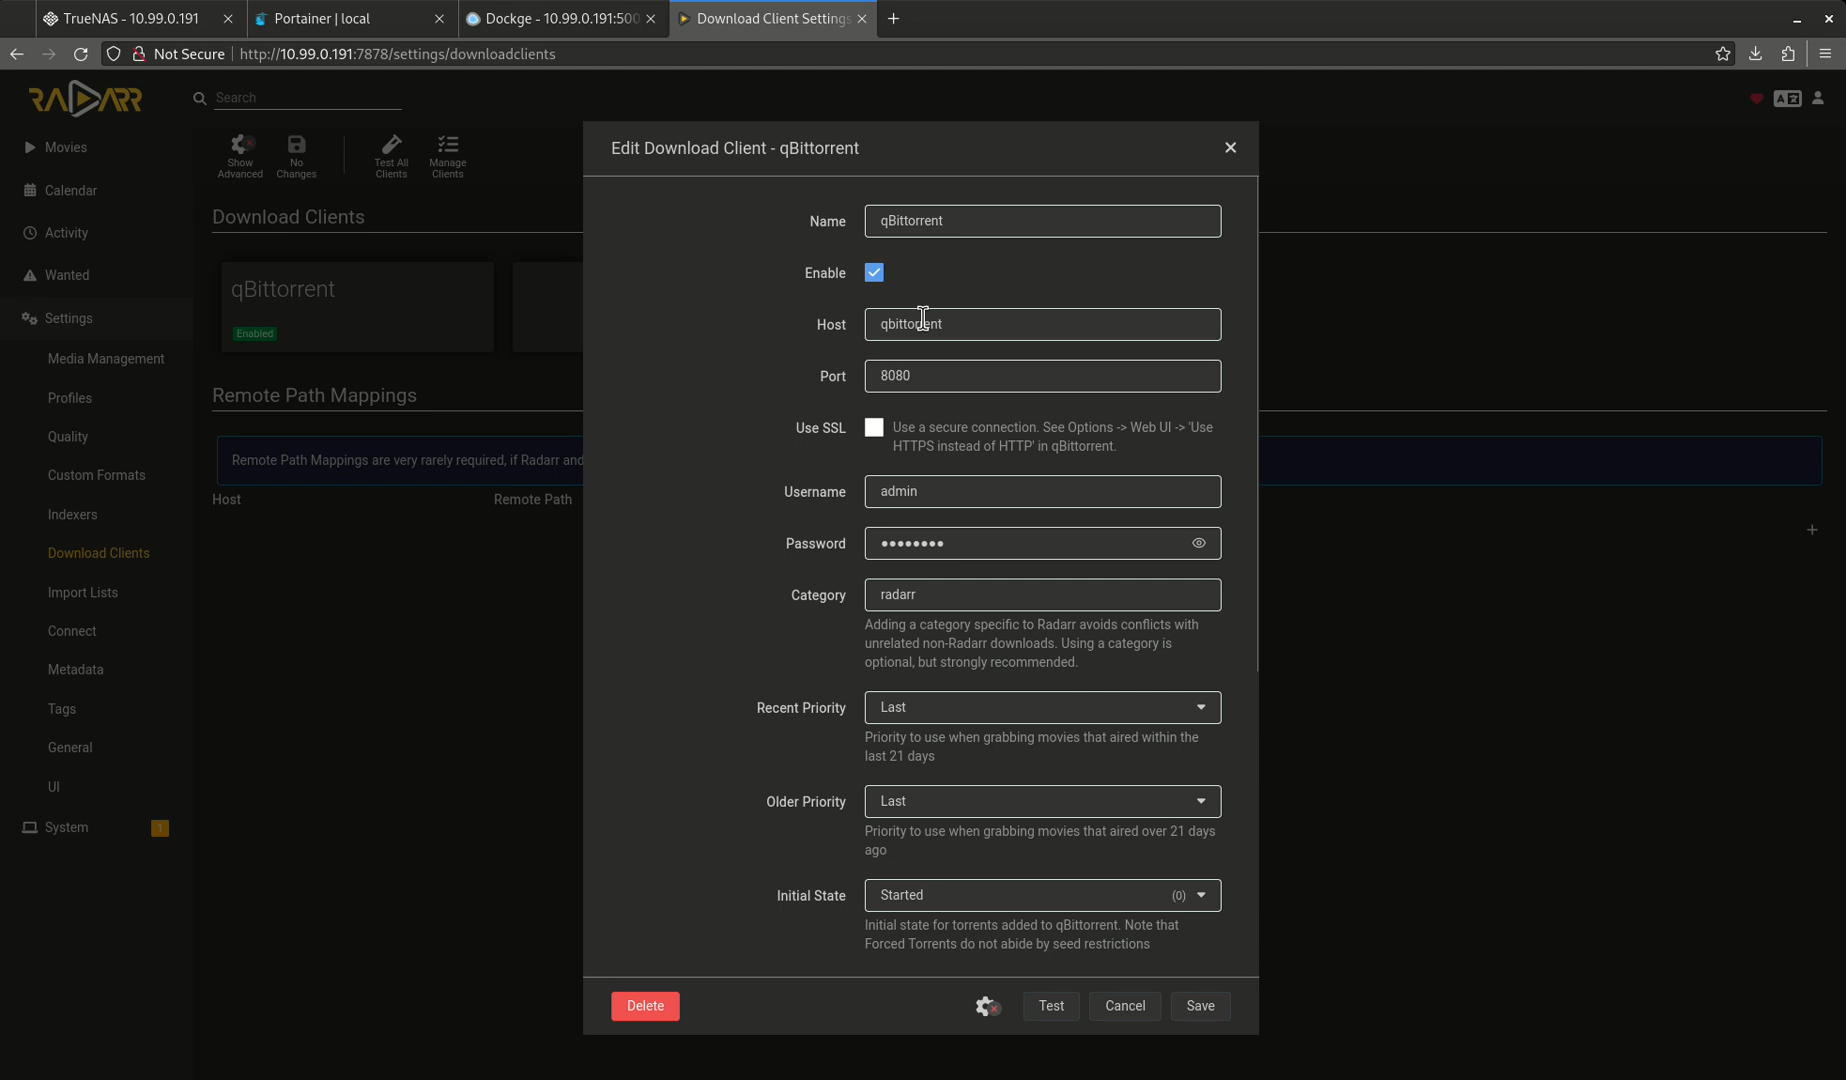 TrueNAS - 10.99.0.191
Portainer | local
Dockge - 10.99.0.191:500
Download Client Settings
Not Secure
http://10.99.0.191:7878/settings/downloadclients
RADARR
Search
Movies
Calendar
Activity
Wanted
Settings
Media Management
Profiles
Quality
Custom Formats
Indexers
Download Clients
Import Lists
Connect
Metadata
Tags
General
UI
System
1
Show
Advanced
No
Changes
Test All
Clients
Manage
Clients
Download Clients
qBittorrent
Enabled
Remote Path Mappings
Remote Path Mappings are very rarely required, if Radarr and
Host
Remote Path
Edit Download Client - qBittorrent
Name
qBittorrent
Enable
Host
qbittorrent
Port
8080
Use SSL
Use a secure connection. See Options -> Web UI -> 'Use
HTTPS instead of HTTP' in qBittorrent.
Username
admin
Password
••••••••
Category
radarr
Adding a category specific to Radarr avoids conflicts with
unrelated non-Radarr downloads. Using a category is
optional, but strongly recommended.
Recent Priority
Last
Priority to use when grabbing movies that aired within the
last 21 days
Older Priority
Last
Priority to use when grabbing movies that aired over 21 days
ago
Initial State
Started
(0)
Initial state for torrents added to qBittorrent. Note that
Forced Torrents do not abide by seed restrictions
Delete
Test
Cancel
Save